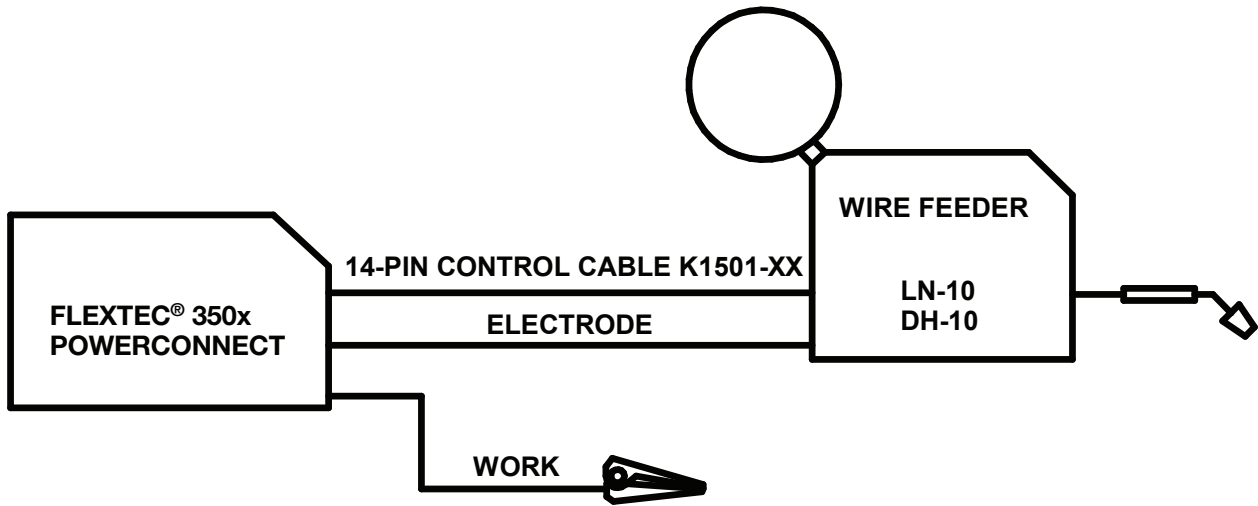 WIRE FEEDER
LN-10
DH-10
14-PIN CONTROL CABLE K1501-XX
ELECTRODE
FLEXTEC® 350x
POWERCONNECT
WORK